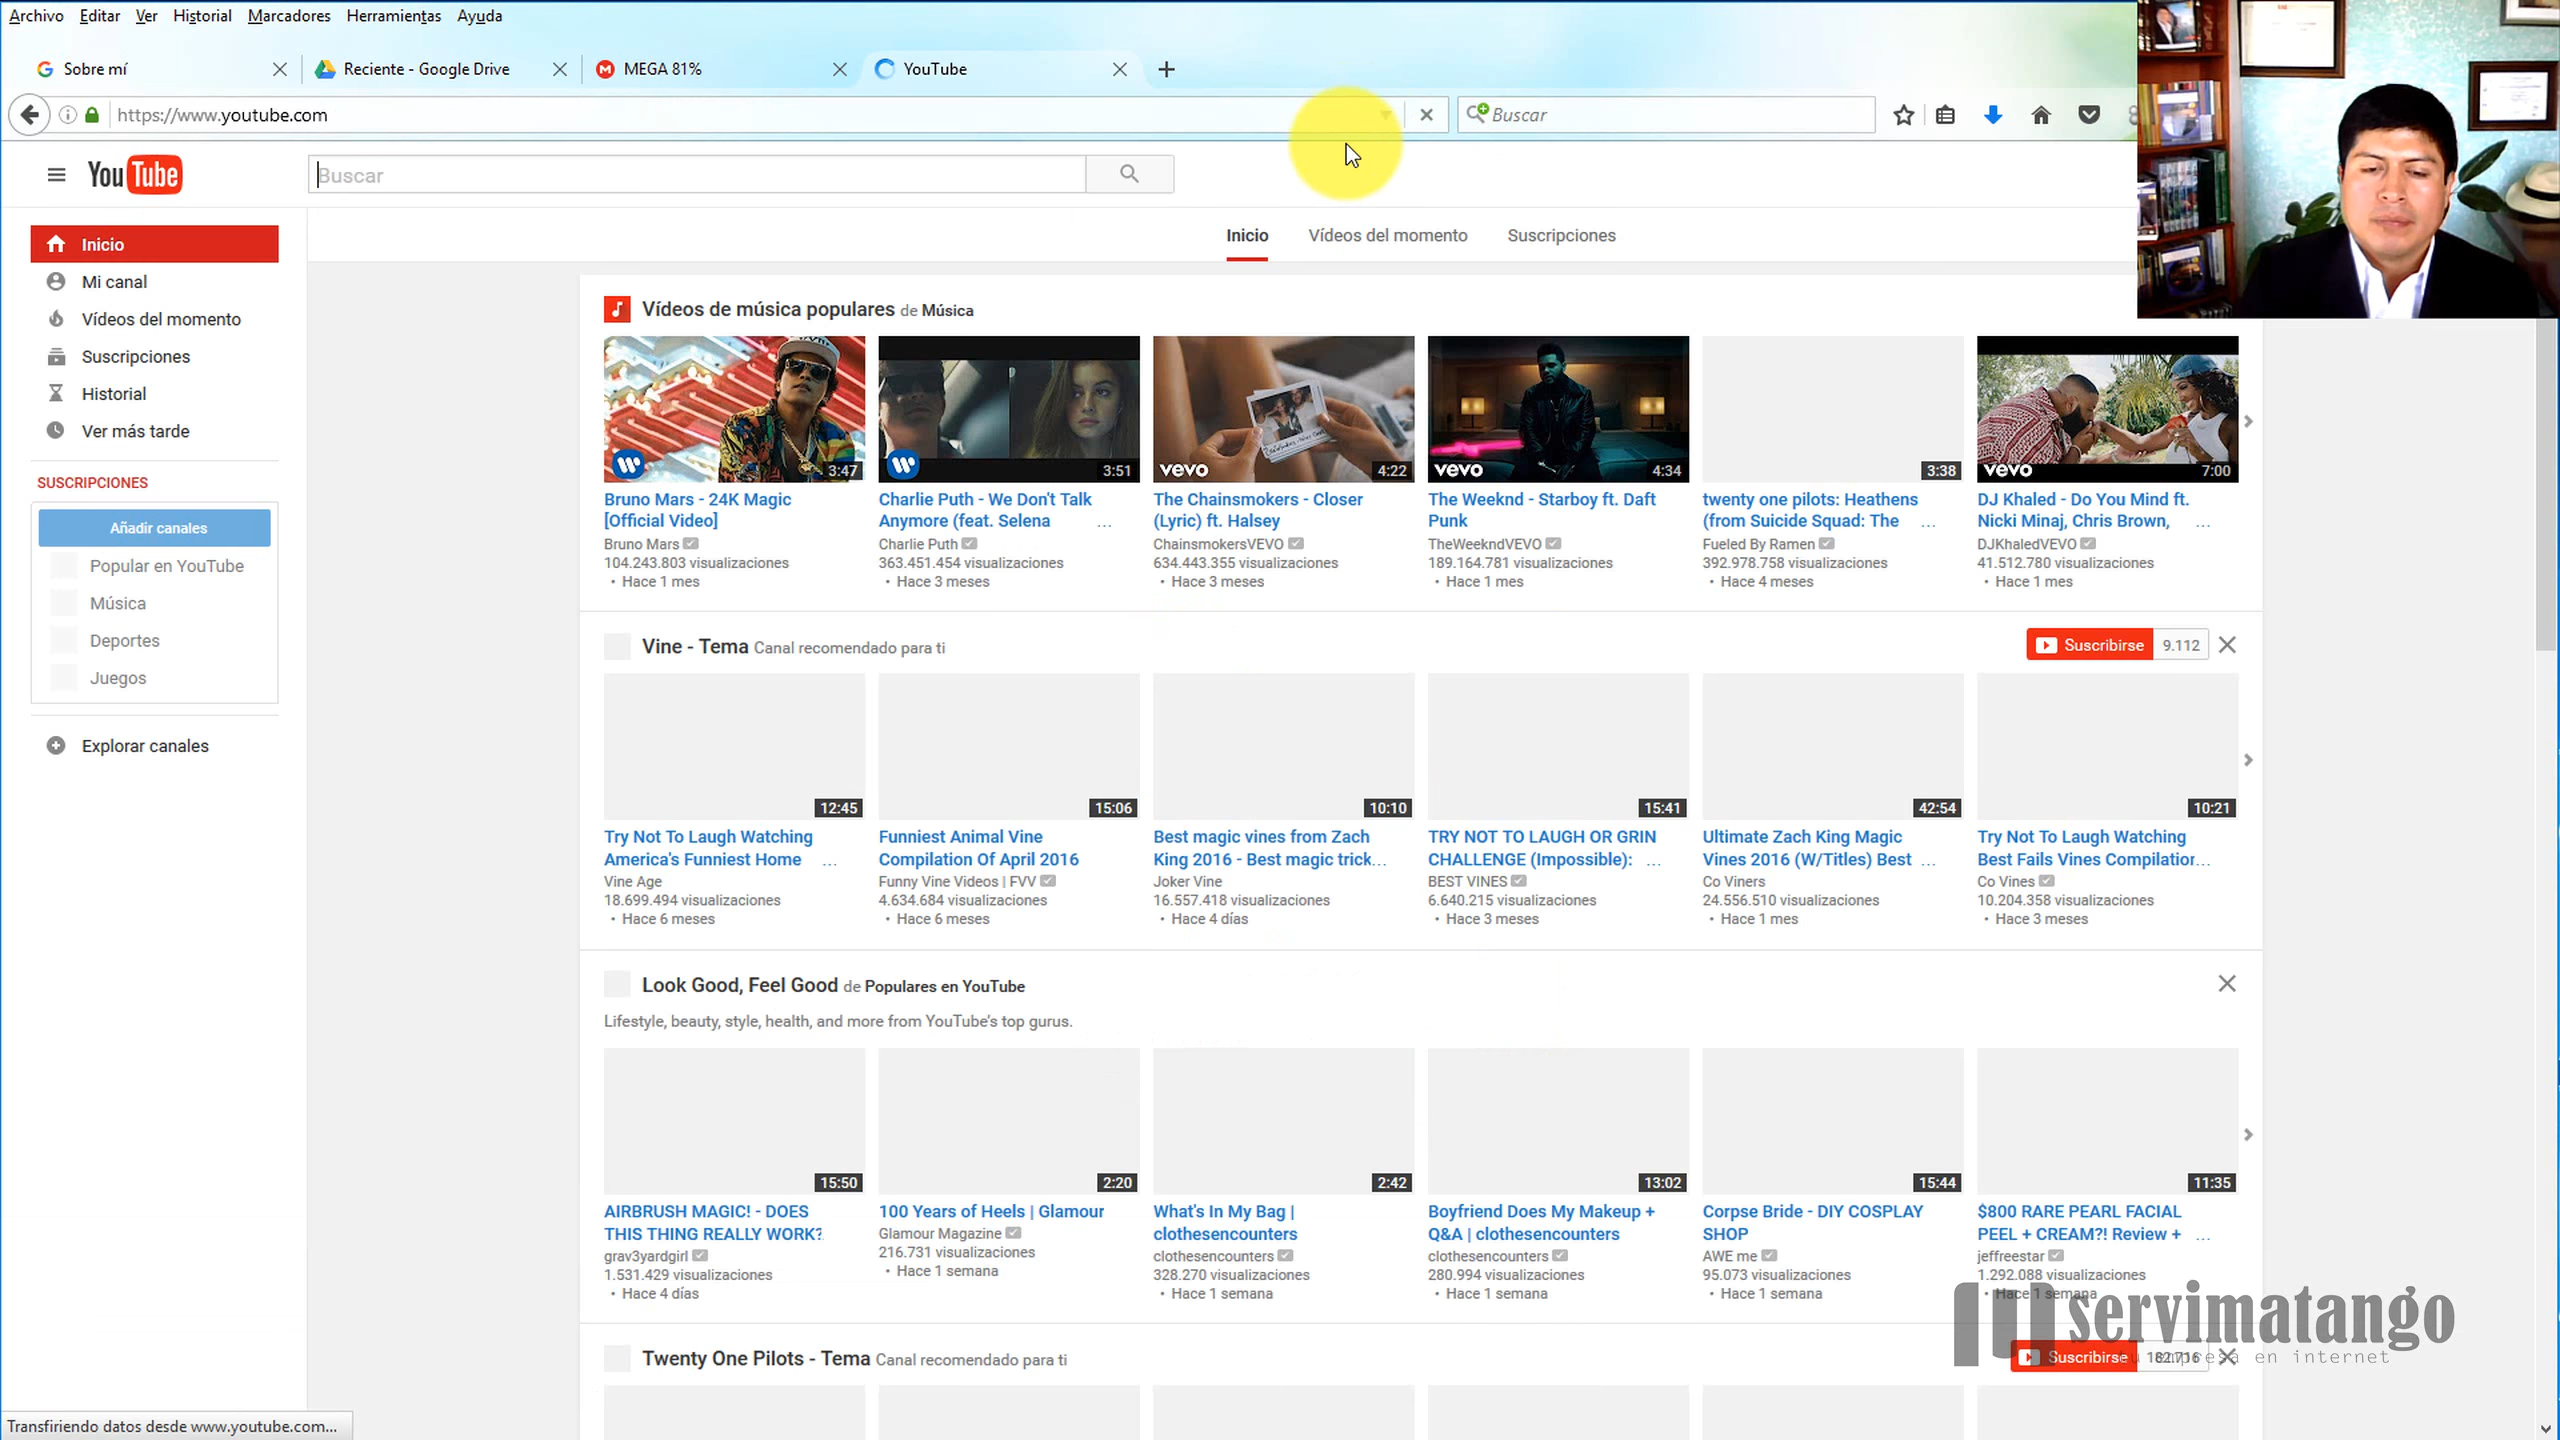 Archivo Editar Ver Historial Marcadores Herramientas Ayuda
Sobre mí
Reciente - Google Drive
MEGA 81%
YouTube
https://www.youtube.com
Buscar
YouTube
Buscar
Inicio
Vídeos del momento
Suscripciones
Inicio
Mi canal
Vídeos del momento
Suscripciones
Historial
Ver más tarde
SUSCRIPCIONES
Añadir canales
Popular en YouTube
Música
Deportes
Juegos
Explorar canales
Vídeos de música populares de Música
3:47
Bruno Mars - 24K Magic
[Official Video]
Bruno Mars
104.243.803 visualizaciones
• Hace 1 mes
3:51
Charlie Puth - We Don't Talk
Anymore (feat. Selena ...
Charlie Puth
363.451.454 visualizaciones
• Hace 3 meses
vevo 4:22
The Chainsmokers - Closer
(Lyric) ft. Halsey
ChainsmokersVEVO
634.443.355 visualizaciones
• Hace 3 meses
vevo 4:34
The Weeknd - Starboy ft. Daft
Punk
TheWeekndVEVO
189.164.781 visualizaciones
• Hace 1 mes
3:38
twenty one pilots: Heathens
(from Suicide Squad: The ...
Fueled By Ramen
392.978.758 visualizaciones
• Hace 4 meses
vevo 7:00
DJ Khaled - Do You Mind ft.
Nicki Minaj, Chris Brown, ...
DJKhaledVEVO
41.512.780 visualizaciones
• Hace 1 mes
Vine - Tema Canal recomendado para ti
Suscribirse 9.112
12:45
Try Not To Laugh Watching
America's Funniest Home ...
Vine Age
18.699.494 visualizaciones
• Hace 6 meses
15:06
Funniest Animal Vine
Compilation Of April 2016
Funny Vine Videos | FVV
4.634.684 visualizaciones
• Hace 6 meses
10:10
Best magic vines from Zach
King 2016 - Best magic trick...
Joker Vine
16.557.418 visualizaciones
• Hace 4 días
15:41
TRY NOT TO LAUGH OR GRIN
CHALLENGE (Impossible): ...
BEST VINES
6.640.215 visualizaciones
• Hace 3 meses
42:54
Ultimate Zach King Magic
Vines 2016 (W/Titles) Best ...
Co Viners
24.556.510 visualizaciones
• Hace 1 mes
10:21
Try Not To Laugh Watching
Best Fails Vines Compilation...
Co Vines
10.204.358 visualizaciones
• Hace 3 meses
Look Good, Feel Good de Populares en YouTube
Lifestyle, beauty, style, health, and more from YouTube's top gurus.
15:50
AIRBRUSH MAGIC! - DOES
THIS THING REALLY WORK?
grav3yardgirl
1.531.429 visualizaciones
• Hace 4 días
2:20
100 Years of Heels | Glamour
Glamour Magazine
216.731 visualizaciones
• Hace 1 semana
2:42
What's In My Bag |
clothesencounters
clothesencounters
328.270 visualizaciones
• Hace 1 semana
13:02
Boyfriend Does My Makeup +
Q&A | clothesencounters
clothesencounters
280.994 visualizaciones
• Hace 1 semana
15:44
Corpse Bride - DIY COSPLAY
SHOP
AWE me
95.073 visualizaciones
• Hace 1 semana
11:35
$800 RARE PEARL FACIAL
PEEL + CREAM?! Review + ...
jeffreestar
1.292.088 visualizaciones
• Hace 1 semana
Twenty One Pilots - Tema Canal recomendado para ti
Suscribirse 182.716
servimatango
tu empresa en internet
Transfiriendo datos desde www.youtube.com...